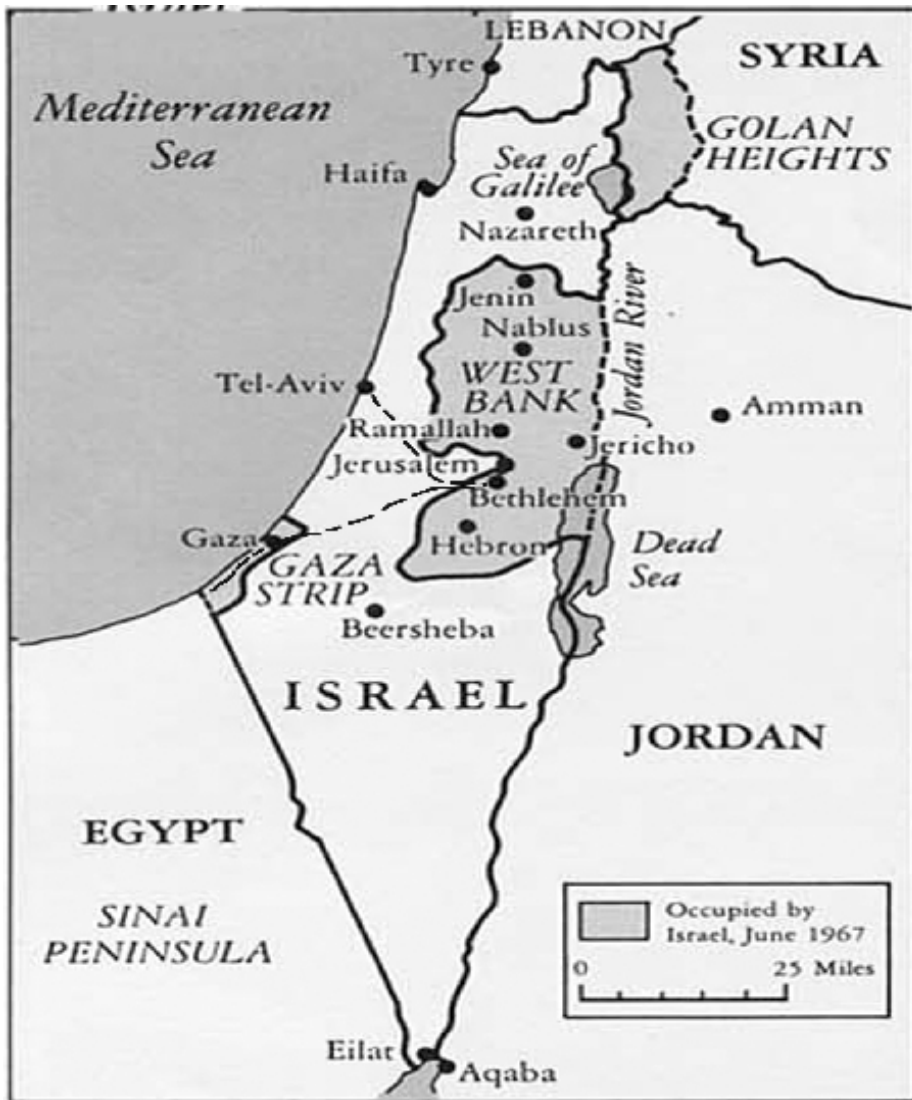 LEBANON
Tyre
SYRIA
Mediterranean
Sea
GOLAN
HEIGHTS
Haifa
Sea of
Galilee
Nazareth
Jenin
Nablus
Jordan River
WEST
BANK
Tel-Aviv
Amman
Ramallah
Jericho
Jerusalem
Bethlehem
Gaza
Hebron
Dead
Sea
GAZA
STRIP
Beersheba
ISRAEL
JORDAN
EGYPT
SINAI
PENINSULA
Occupied by
Israel, June 1967
0 25 Miles
Eilat
Aqaba